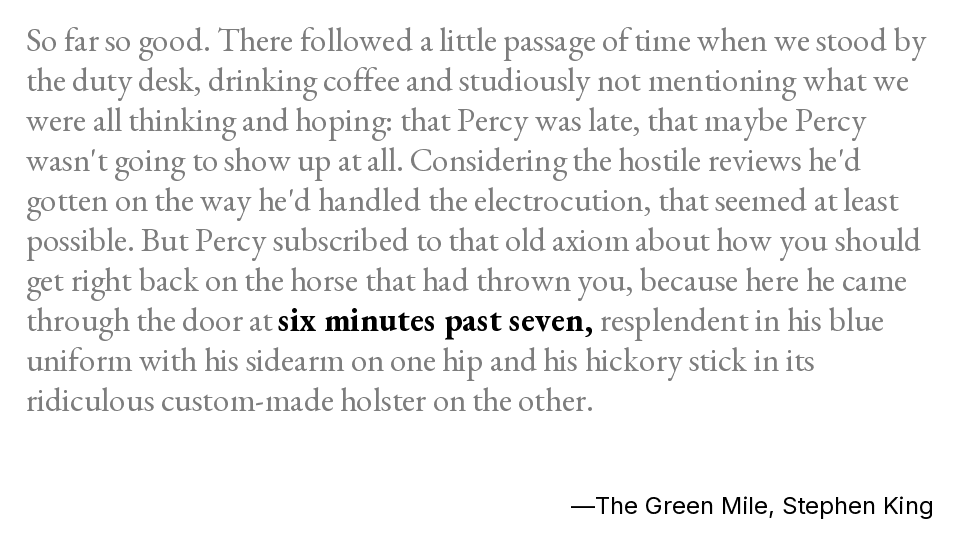 So far so good. There followed a little passage of time when we stood by
the duty desk, drinking coffee and studiously not mentioning what we
were all thinking and hoping: that Percy was late, that maybe Percy
wasn't going to show up at all. Considering the hostile reviews he'd
gotten on the way he'd handled the electrocution, that seemed at least
possible. But Percy subscribed to that old axiom about how you should
get right back on the horse that had thrown you, because here he came
through the door at six minutes past seven, resplendent in his blue
uniform with his sidearm on one hip and his hickory stick in its
ridiculous custom-made holster on the other.
—The Green Mile, Stephen King